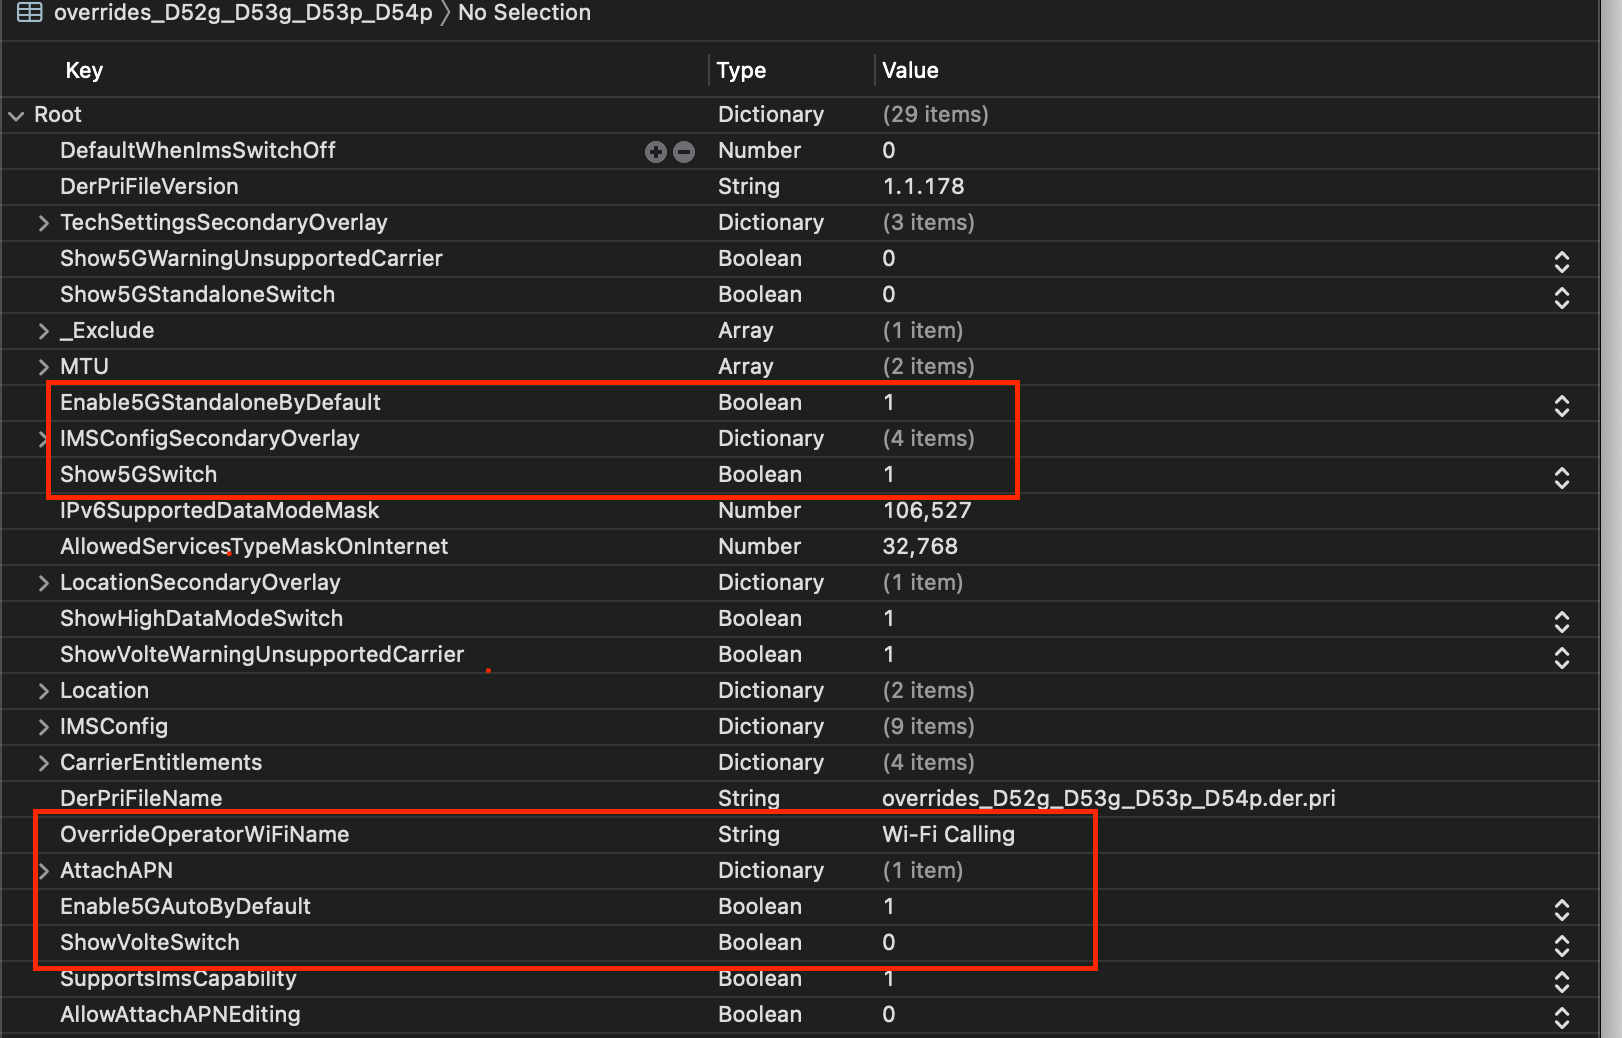 overrides_D52g_D53g_D53p_D54p 〉 No Selection
Key Type Value
Root Dictionary (29 items)
DefaultWhenImsSwitchOff Number 0
DerPriFileVersion String 1.1.178
TechSettingsSecondaryOverlay Dictionary (3 items)
Show5GWarningUnsupportedCarrier Boolean 0
Show5GStandaloneSwitch Boolean 0
_Exclude Array (1 item)
MTU Array (2 items)
Enable5GStandaloneByDefault Boolean 1
IMSConfigSecondaryOverlay Dictionary (4 items)
Show5GSwitch Boolean 1
IPv6SupportedDataModeMask Number 106,527
AllowedServicesTypeMaskOnInternet Number 32,768
LocationSecondaryOverlay Dictionary (1 item)
ShowHighDataModeSwitch Boolean 1
ShowVolteWarningUnsupportedCarrier Boolean 1
Location Dictionary (2 items)
IMSConfig Dictionary (9 items)
CarrierEntitlements Dictionary (4 items)
DerPriFileName String overrides_D52g_D53g_D53p_D54p.der.pri
OverrideOperatorWiFiName String Wi-Fi Calling
AttachAPN Dictionary (1 item)
Enable5GAutoByDefault Boolean 1
ShowVolteSwitch Boolean 0
SupportsImsCapability Boolean 1
AllowAttachAPNEditing Boolean 0